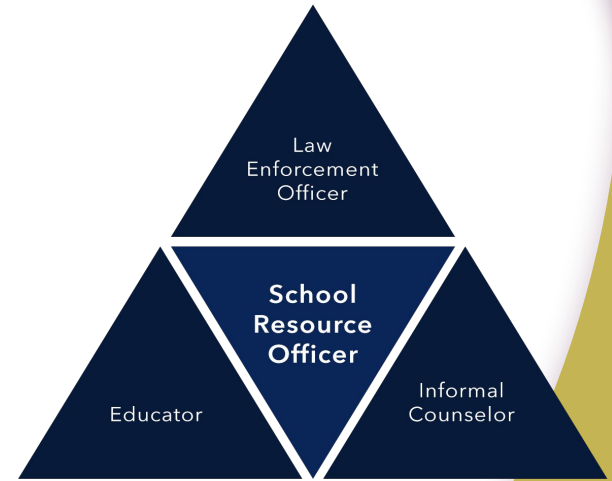 Law
Enforcement
Officer
School
Resource
Officer
Educator
Informal
Counselor